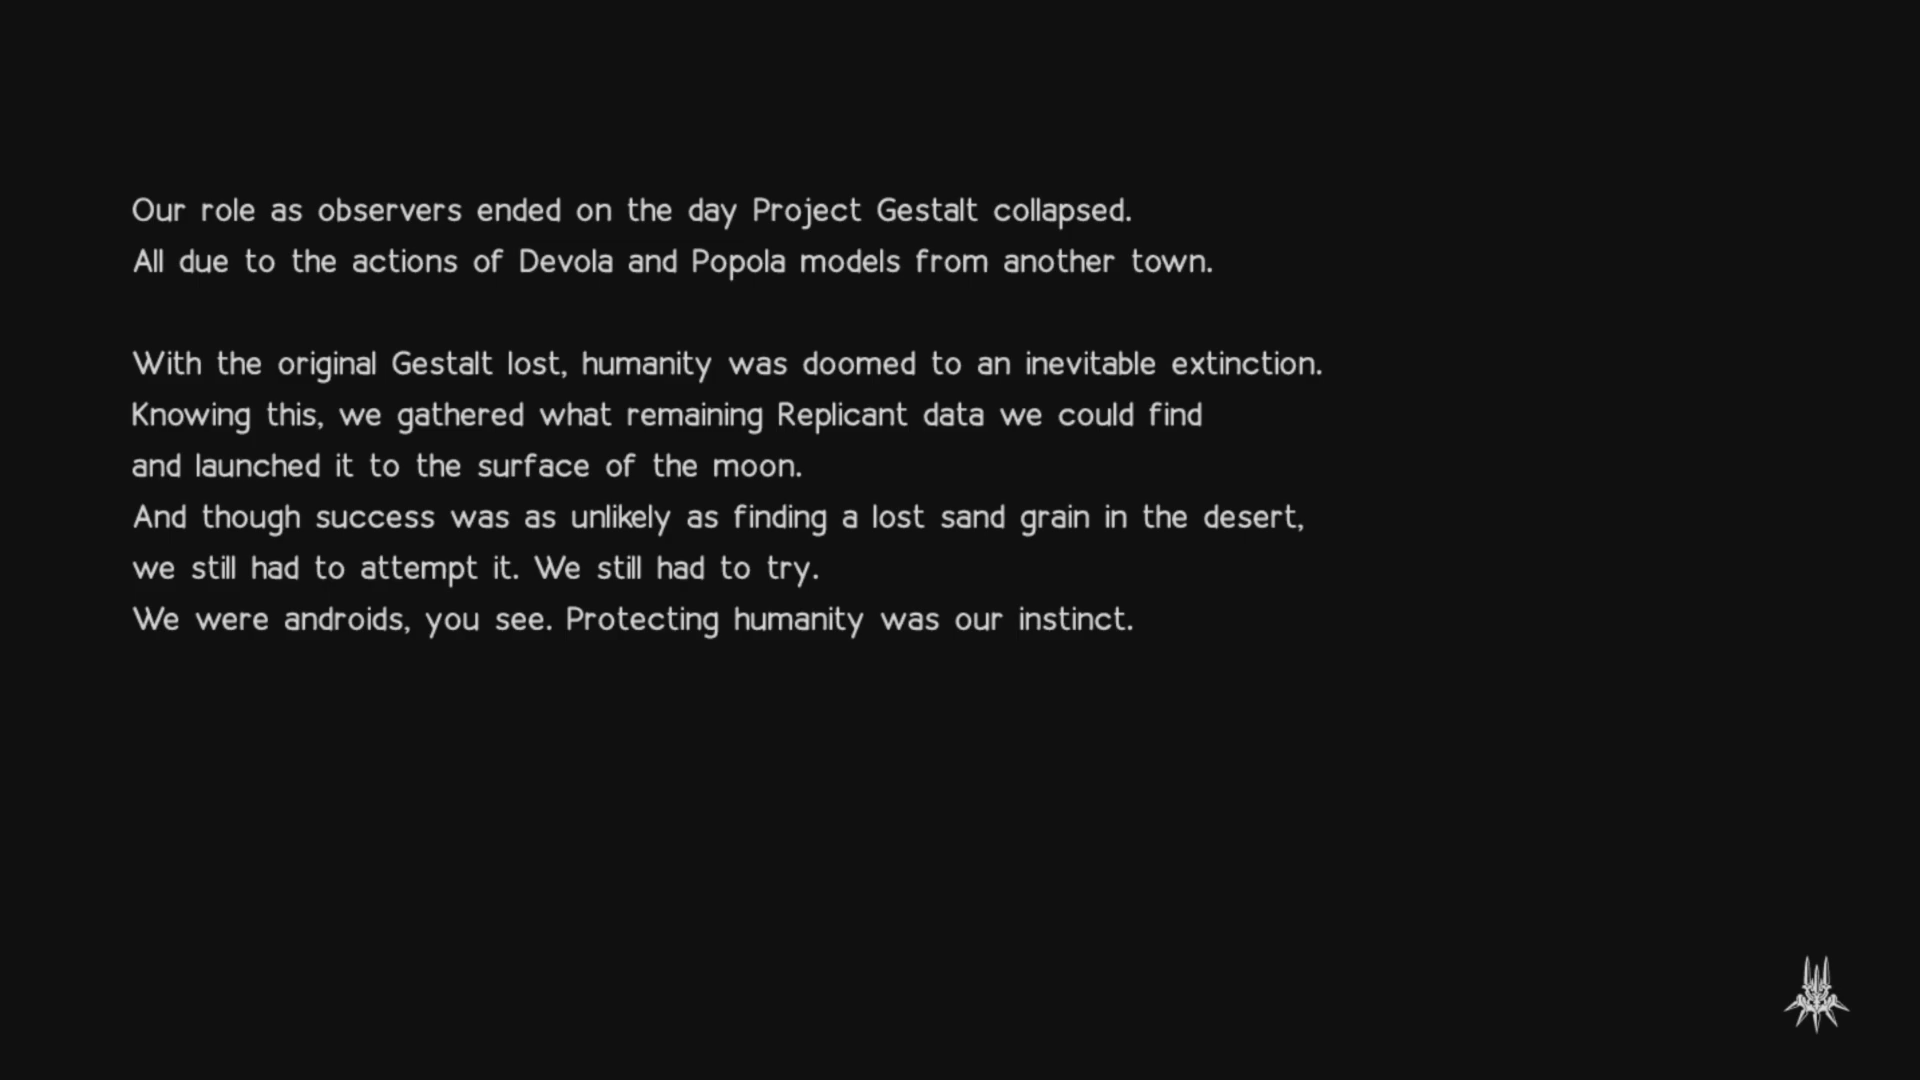 Our role as observers ended on the day Project Gestalt collapsed.
All due to the actions of Devola and Popola models from another town.
With the original Gestalt lost, humanity was doomed to an inevitable extinction.
Knowing this, we gathered what remaining Replicant data we could find
and launched it to the surface of the moon.
And though success was as unlikely as finding a lost sand grain in the desert,
we still had to attempt it. We still had to try.
We were androids, you see. Protecting humanity was our instinct.